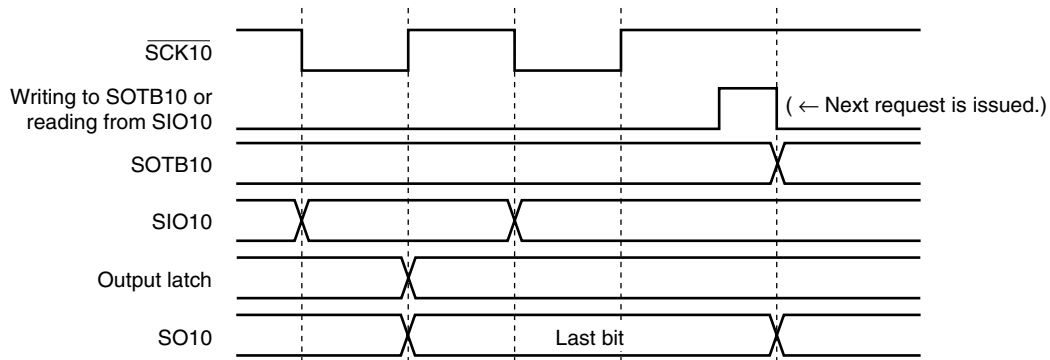 SCK10
Writing to SOTB10 or
reading from SIO10
( ← Next request is issued.)
SOTB10
SIO10
Output latch
SO10
Last bit